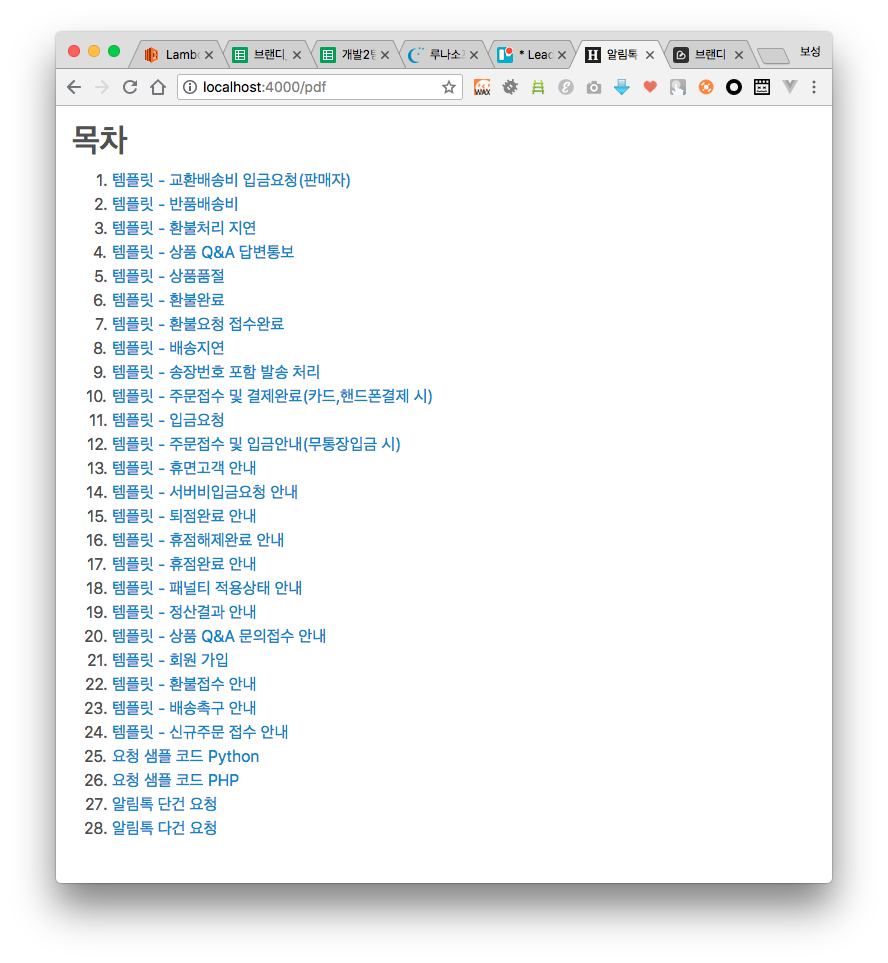 Lambd
브랜디_
개발2팀
루나소프
* Lead
알림톡
브랜디
보성
localhost:4000/pdf
WAX
목차
1. 템플릿 - 교환배송비 입금요청(판매자)
2. 템플릿 - 반품배송비
3. 템플릿 - 환불처리 지연
4. 템플릿 - 상품 Q&A 답변통보
5. 템플릿 - 상품품절
6. 템플릿 - 환불완료
7. 템플릿 - 환불요청 접수완료
8. 템플릿 - 배송지연
9. 템플릿 - 송장번호 포함 발송 처리
10. 템플릿 - 주문접수 및 결제완료(카드,핸드폰결제 시)
11. 템플릿 - 입금요청
12. 템플릿 - 주문접수 및 입금안내(무통장입금 시)
13. 템플릿 - 휴면고객 안내
14. 템플릿 - 서버비입금요청 안내
15. 템플릿 - 퇴점완료 안내
16. 템플릿 - 휴점해제완료 안내
17. 템플릿 - 휴점완료 안내
18. 템플릿 - 패널티 적용상태 안내
19. 템플릿 - 정산결과 안내
20. 템플릿 - 상품 Q&A 문의접수 안내
21. 템플릿 - 회원 가입
22. 템플릿 - 환불접수 안내
23. 템플릿 - 배송촉구 안내
24. 템플릿 - 신규주문 접수 안내
25. 요청 샘플 코드 Python
26. 요청 샘플 코드 PHP
27. 알림톡 단건 요청
28. 알림톡 다건 요청